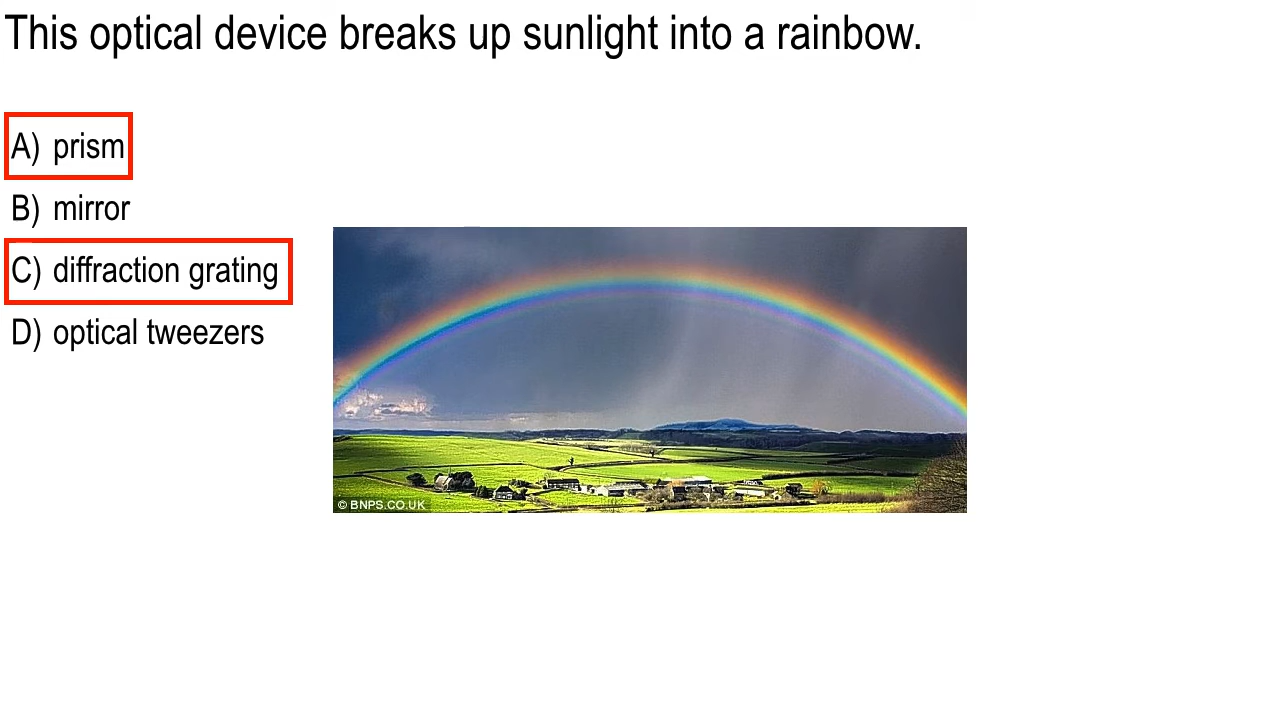 This optical device breaks up sunlight into a rainbow.
A) prism
B) mirror
C) diffraction grating
D) optical tweezers
© BNPS.CO.UK